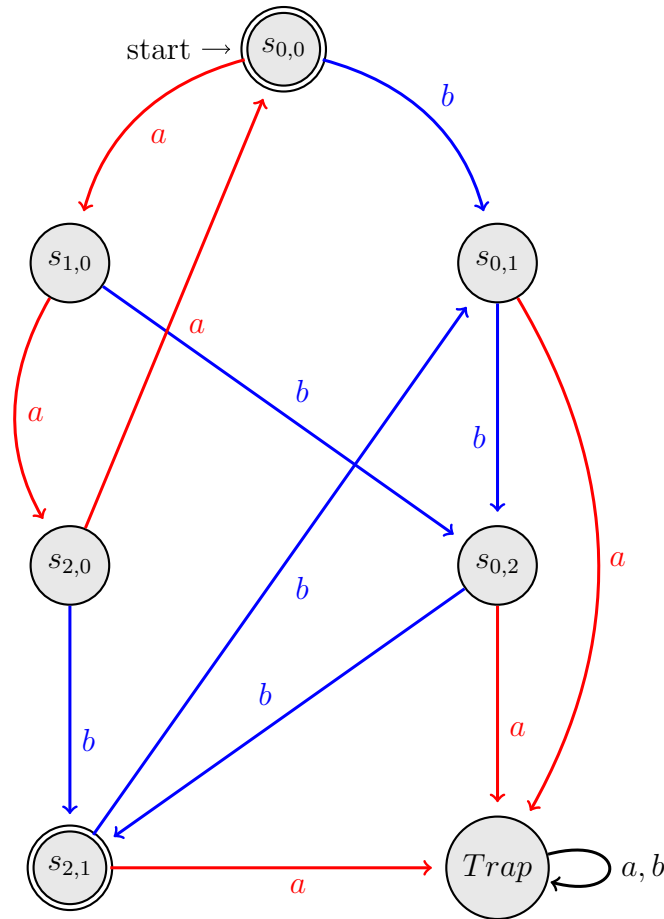 start → s₀,₀
b
a
s₁,₀
s₀,₁
a
b
a
b
s₂,₀
s₀,₂
a
b
b
b
a
s₂,₁
a
Trap
a, b